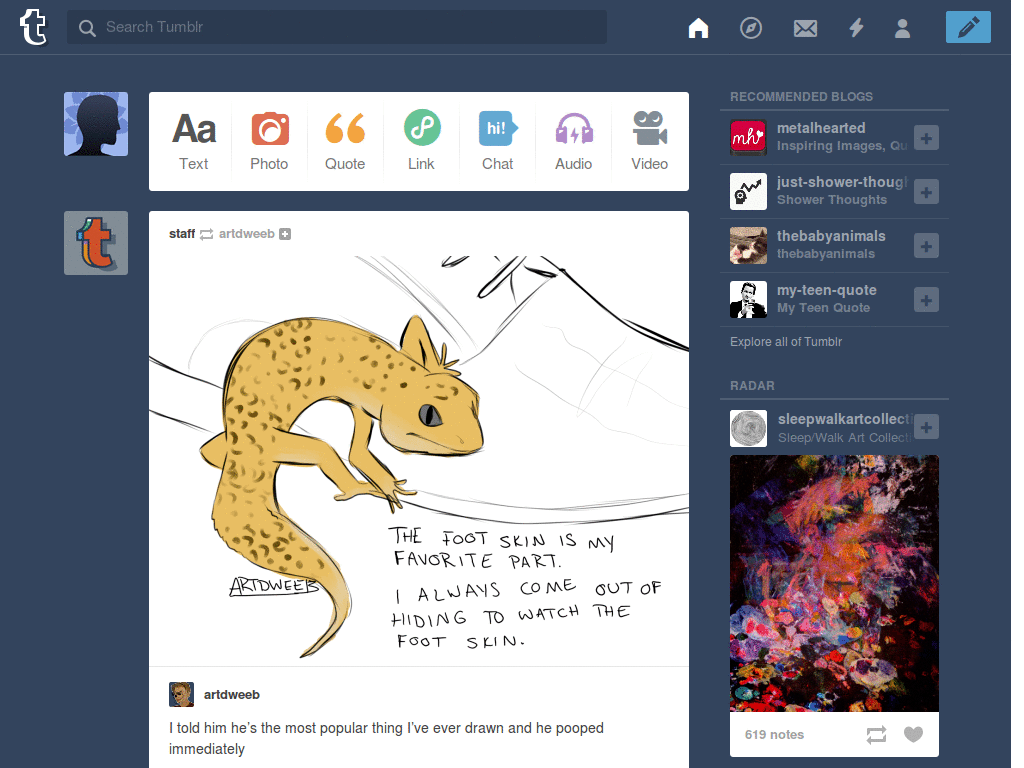 Search Tumblr
Aa
Text
Photo
Quote
Link
hi!
Chat
Audio
Video
staff artdweeb
THE FOOT SKIN IS MY
FAVORITE PART.
I ALWAYS COME OUT OF
HIDING TO WATCH THE
FOOT SKIN.
ARTDWEEB
artdweeb
I told him he's the most popular thing I've ever drawn and he pooped
immediately
RECOMMENDED BLOGS
mh
metalhearted
Inspiring Images, Qu
just-shower-though
Shower Thoughts
thebabyanimals
thebabyanimals
my-teen-quote
My Teen Quote
Explore all of Tumblr
RADAR
sleepwalkartcollecti
Sleep/Walk Art Collecti
619 notes